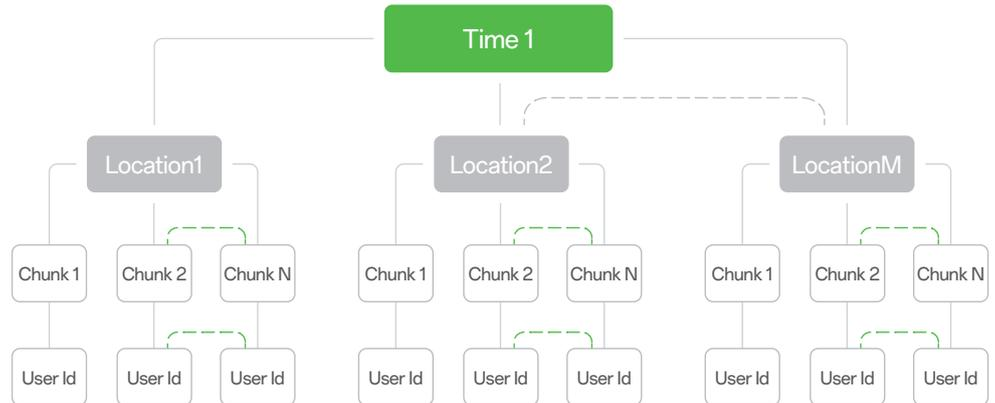 Time 1
Location1 Location2 LocationM
Chunk 1 Chunk 2 Chunk N Chunk 1 Chunk 2 Chunk N Chunk 1 Chunk 2 Chunk N
User Id User Id User Id User Id User Id User Id User Id User Id User Id